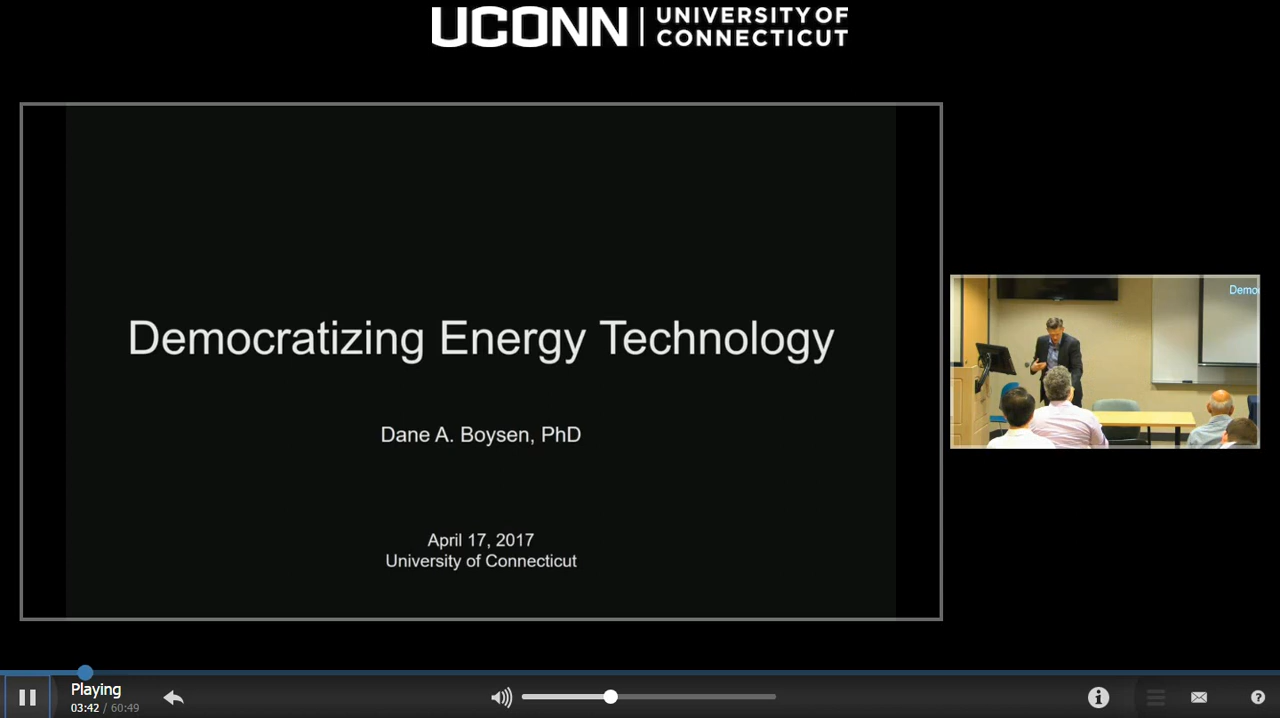 UCONN
UNIVERSITY OF
CONNECTICUT
Democratizing Energy Technology
Dane A. Boysen, PhD
April 17, 2017
University of Connecticut
Demo
Playing
03:42 / 60:49